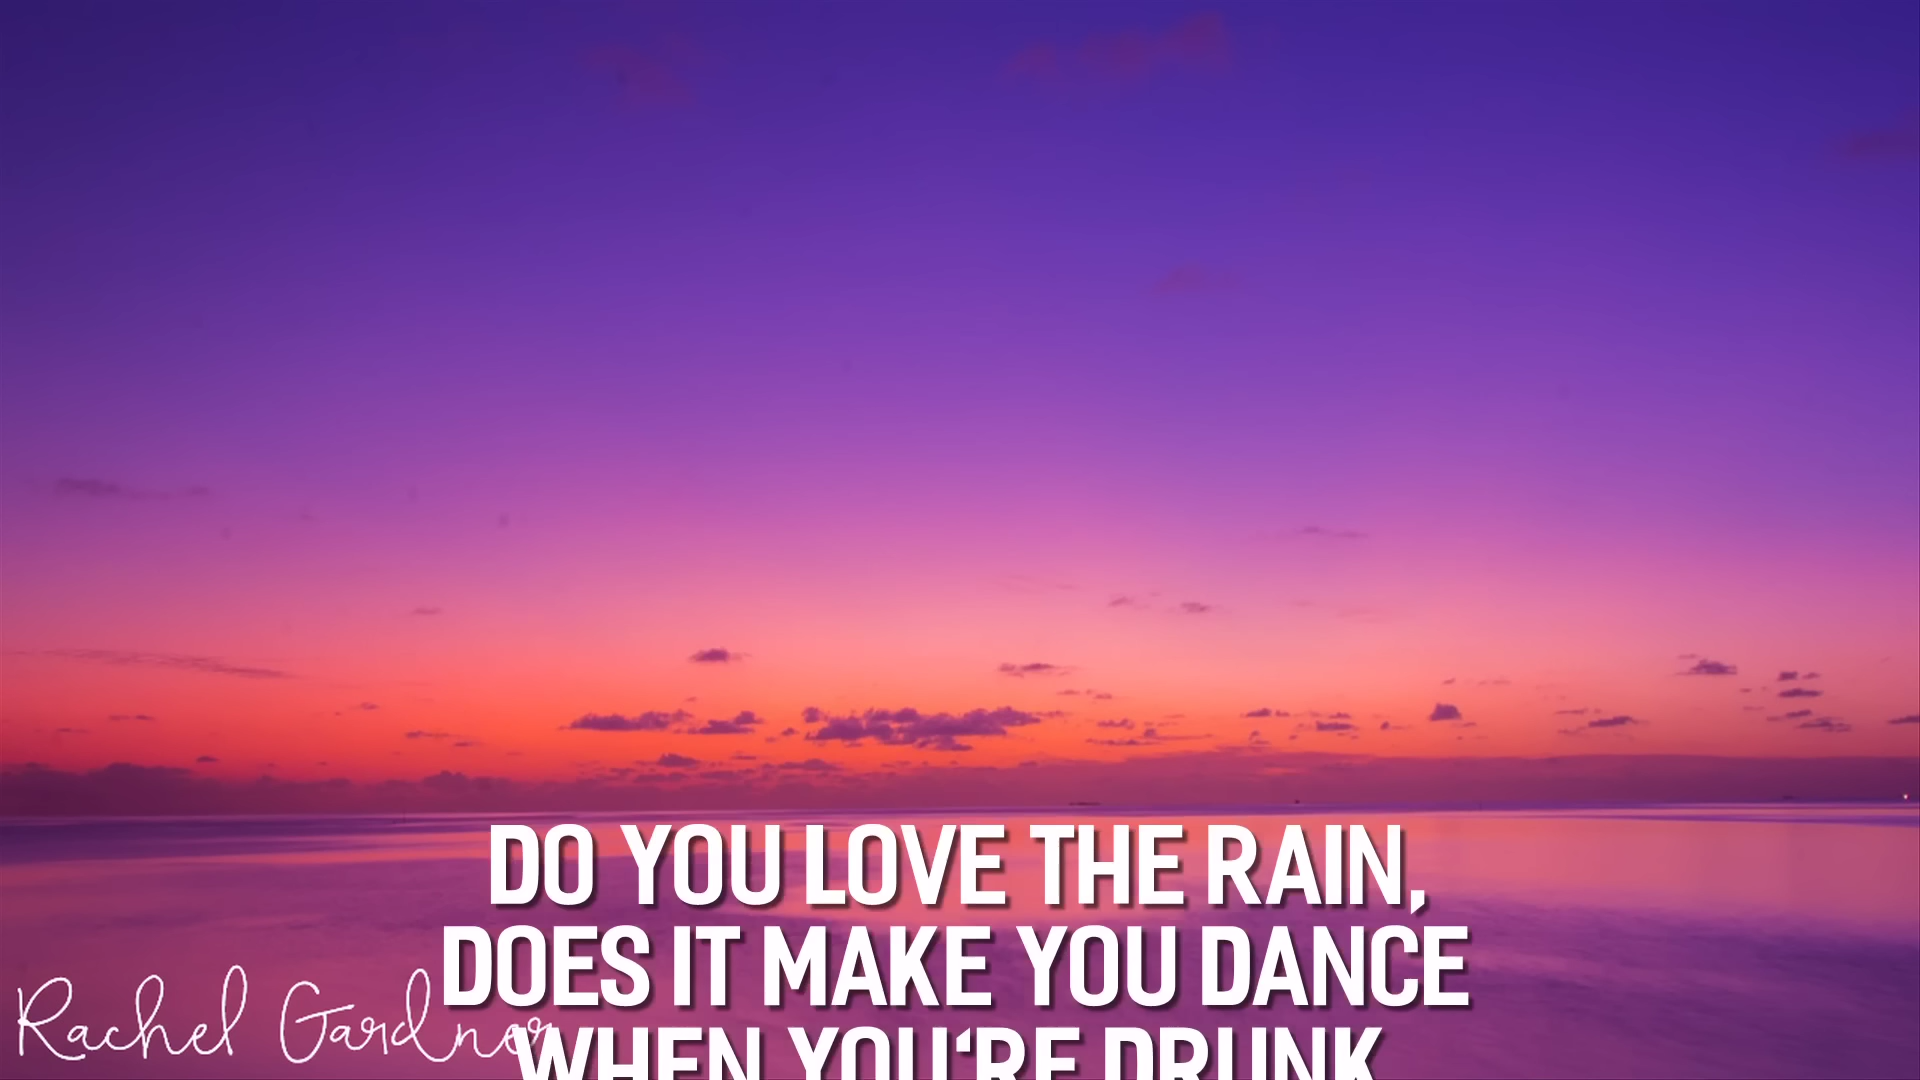 DO YOU LOVE THE RAIN,
DOES IT MAKE YOU DANCE
WHEN YOU'RE DRUNK
Rachel Gardner